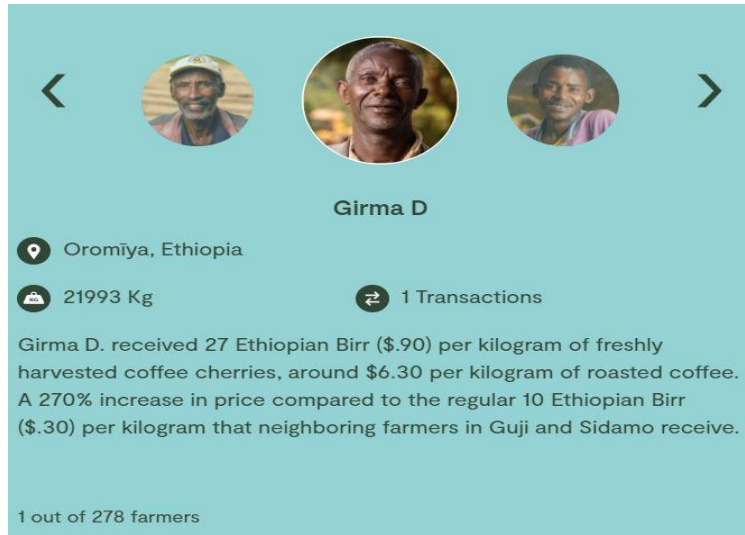 Girma D
Oromīya, Ethiopia
21993 Kg
1 Transactions
Girma D. received 27 Ethiopian Birr ($.90) per kilogram of freshly
harvested coffee cherries, around $6.30 per kilogram of roasted coffee.
A 270% increase in price compared to the regular 10 Ethiopian Birr
($.30) per kilogram that neighboring farmers in Guji and Sidamo receive.
1 out of 278 farmers